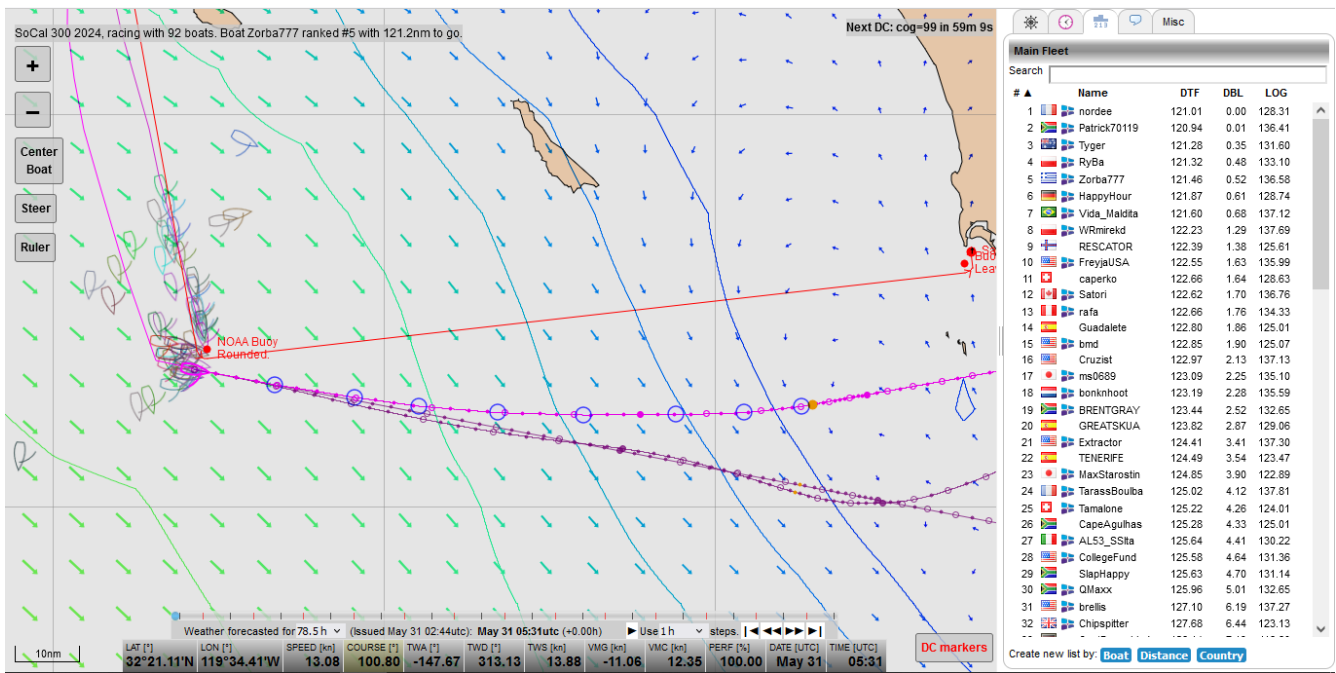 SoCal 300 2024, racing with 92 boats. Boat Zorba777 ranked #5 with 121.2nm to go.
Next DC: cog=99 in 59m 9s
+
−
Center
Boat
Steer
Ruler
NOAA Buoy
Rounded.
Buo
Lea
10nm
Weather forecasted for 78.5 h (Issued May 31 02:44utc): May 31 05:31utc (+0.00h) Use 1 h steps.
LAT [°] LON [°] SPEED [kn] COURSE [°] TWA [°] TWD [°] TWS [kn] VMG [kn] VMC [kn] PERF [%] DATE [UTC] TIME [UTC]
32°21.11'N 119°34.41'W 13.08 100.80 -147.67 313.13 13.88 -11.06 12.35 100.00 May 31 05:31
DC markers
Misc
Main Fleet
Search
# ▲ Name DTF DBL LOG
1 nordee 121.01 0.00 128.31
2 Patrick70119 120.94 0.01 136.41
3 Tyger 121.28 0.35 131.60
4 RyBa 121.32 0.48 133.10
5 Zorba777 121.46 0.52 136.58
6 HappyHour 121.87 0.61 128.74
7 Vida_Maldita 121.60 0.68 137.12
8 WRmirekd 122.23 1.29 137.69
9 RESCATOR 122.39 1.38 125.61
10 FreyjaUSA 122.55 1.63 135.99
11 caperko 122.66 1.64 128.63
12 Satori 122.62 1.70 136.76
13 rafa 122.66 1.76 134.33
14 Guadalete 122.80 1.86 125.01
15 bmd 122.85 1.90 125.07
16 Cruzist 122.97 2.13 137.13
17 ms0689 123.09 2.25 135.10
18 bonknhoot 123.19 2.28 135.59
19 BRENTGRAY 123.44 2.52 132.65
20 GREATSKUA 123.82 2.87 129.06
21 Extractor 124.41 3.41 137.30
22 TENERIFE 124.49 3.54 123.47
23 MaxStarostin 124.85 3.90 122.89
24 TarassBoulba 125.02 4.12 137.81
25 Tamalone 125.22 4.26 124.01
26 CapeAgulhas 125.28 4.33 125.01
27 AL53_SSIta 125.64 4.41 130.22
28 CollegeFund 125.58 4.64 131.36
29 SlapHappy 125.63 4.70 131.14
30 QMaxx 125.96 5.01 132.65
31 brellis 127.10 6.19 137.27
32 Chipspitter 127.68 6.44 123.13
Create new list by: Boat Distance Country